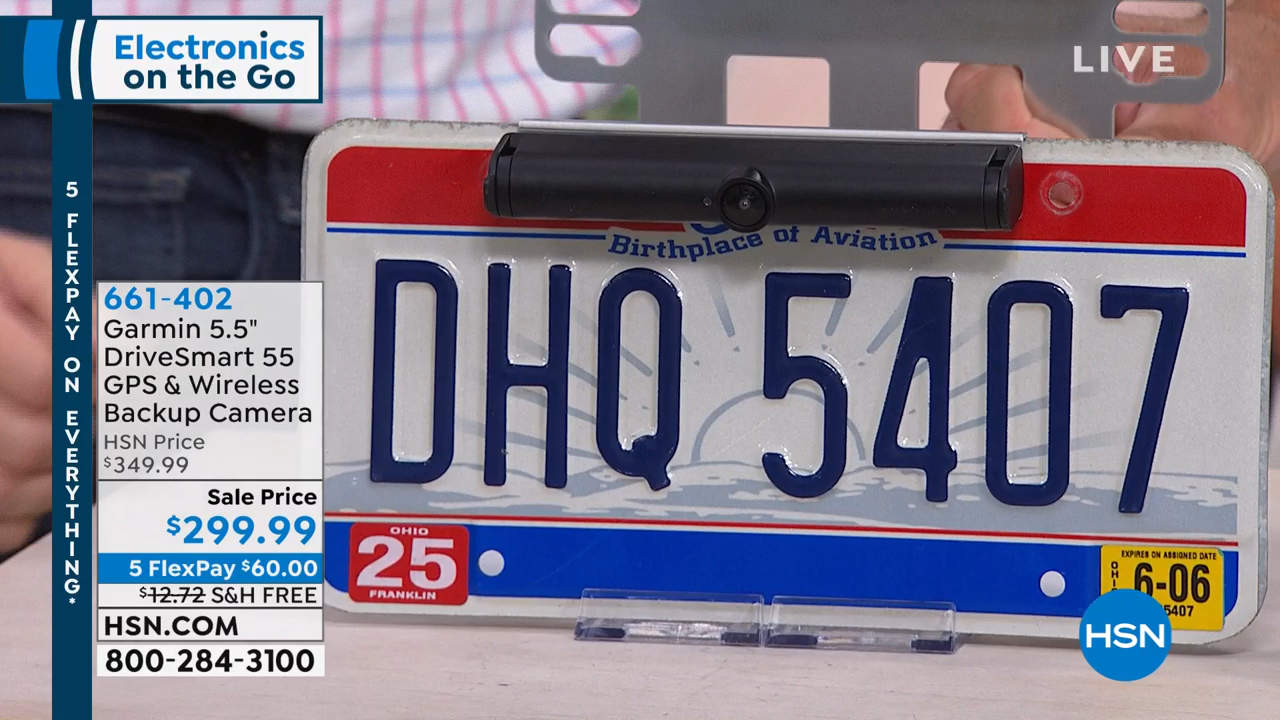 Electronics
on the Go
LIVE
5 FLEXPAY ON EVERYTHING*
661-402
Garmin 5.5"
DriveSmart 55
GPS & Wireless
Backup Camera
HSN Price
$349.99
Sale Price
$299.99
5 FlexPay $60.00
$12.72 S&H FREE
HSN.COM
800-284-3100
Birthplace of Aviation
DHQ 5407
OHIO
25
FRANKLIN
EXPIRES ON ASSIGNED DATE
6-06
5407
HSN